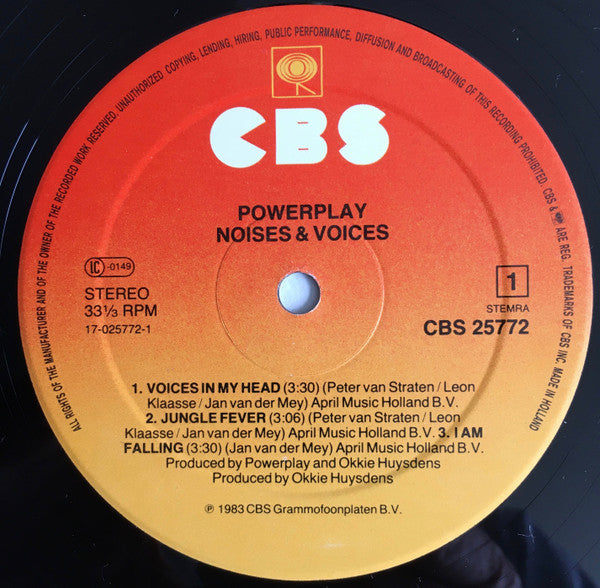 ALL RIGHTS OF THE MANUFACTURER AND OF THE OWNER OF THE RECORDED WORK RESERVED. UNAUTHORIZED COPYING, LENDING, HIRING, PUBLIC PERFORMANCE, DIFFUSION AND BROADCASTING OF THIS RECORDING PROHIBITED. CBS & ARE REG. TRADEMARKS OF CBS INC. MADE IN HOLLAND
CBS
POWERPLAY
NOISES & VOICES
LC -0149
STEREO
33⅓ RPM
17-025772-1
1
STEMRA
CBS 25772
1. VOICES IN MY HEAD (3:30) (Peter van Straten / Leon
Klaasse / Jan van der Mey) April Music Holland B.V.
2. JUNGLE FEVER (3:06) (Peter van Straten / Leon
Klaasse / Jan van der Mey) April Music Holland B.V. 3. I AM
FALLING (3:30) (Jan van der Mey) April Music Holland B.V.
Produced by Powerplay and Okkie Huysdens
Produced by Okkie Huysdens
℗ 1983 CBS Grammofoonplaten B.V.